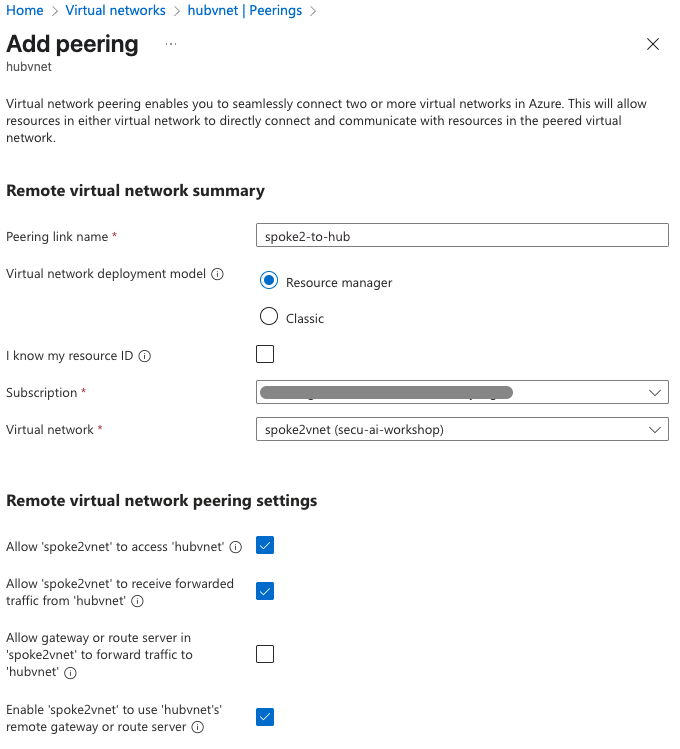 Home > Virtual networks > hubvnet | Peerings >
Add peering ...
hubvnet
Virtual network peering enables you to seamlessly connect two or more virtual networks in Azure. This will allow
resources in either virtual network to directly connect and communicate with resources in the peered virtual
network.
Remote virtual network summary
Peering link name *
spoke2-to-hub
Virtual network deployment model
Resource manager
Classic
I know my resource ID
Subscription *
Virtual network *
spoke2vnet (secu-ai-workshop)
Remote virtual network peering settings
Allow 'spoke2vnet' to access 'hubvnet'
Allow 'spoke2vnet' to receive forwarded
traffic from 'hubvnet'
Allow gateway or route server in
'spoke2vnet' to forward traffic to
'hubvnet'
Enable 'spoke2vnet' to use 'hubvnet's'
remote gateway or route server